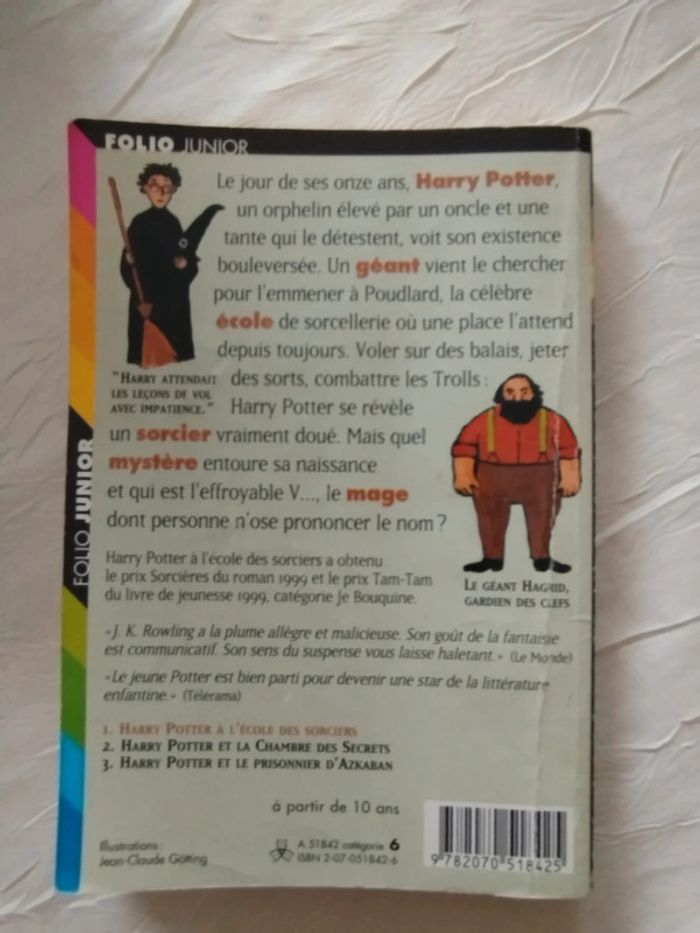 FOLIO JUNIOR
Le jour de ses onze ans, Harry Potter,
un orphelin élevé par un oncle et une
tante qui le détestent, voit son existence
bouleversée. Un géant vient le chercher
pour l'emmener à Poudlard, la célèbre
école de sorcellerie où une place l'attend
depuis toujours. Voler sur des balais, jeter
des sorts, combattre les Trolls :
Harry Potter se révèle
un sorcier vraiment doué. Mais quel
mystère entoure sa naissance
et qui est l'effroyable V..., le mage
dont personne n'ose prononcer le nom ?
"HARRY ATTENDAIT
LES LEÇONS DE VOL
AVEC IMPATIENCE."
LE GÉANT HAGRID,
GARDIEN DES CLEFS
FOLIO JUNIOR
Harry Potter à l'école des sorciers a obtenu
le prix Sorcières du roman 1999 et le prix Tam-Tam
du livre de jeunesse 1999, catégorie Je Bouquine.
«J. K. Rowling a la plume allègre et malicieuse. Son goût de la fantaisie
est communicatif. Son sens du suspense vous laisse haletant.» (Le Monde)
«Le jeune Potter est bien parti pour devenir une star de la littérature
enfantine.» (Télérama)
1. HARRY POTTER À L'ÉCOLE DES SORCIERS
2. HARRY POTTER ET LA CHAMBRE DES SECRETS
3. HARRY POTTER ET LE PRISONNIER D'AZKABAN
à partir de 10 ans
Illustrations :
Jean-Claude Götting
A 51842 catégorie 6
ISBN 2-07-051842-6
9 782070 518425